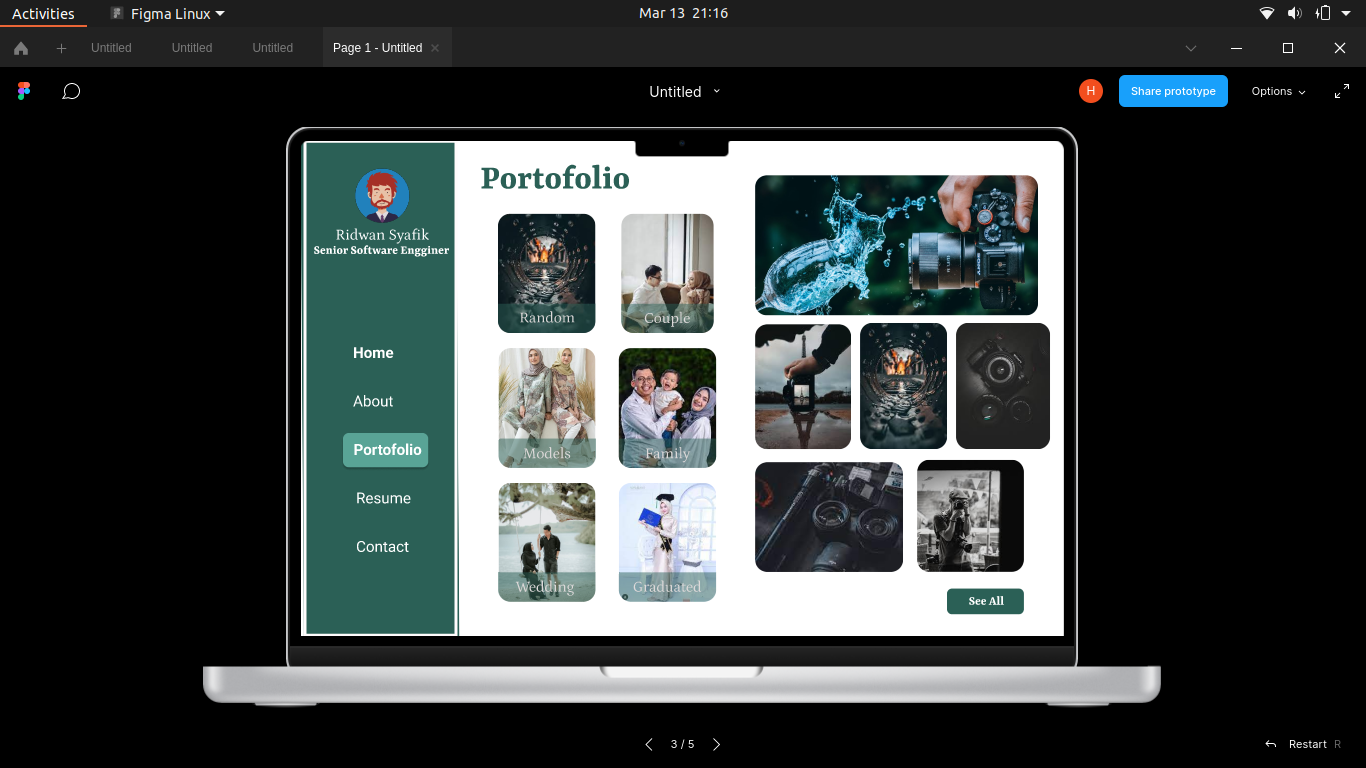 Activities
Figma Linux
Mar 13 21:16
Untitled
Untitled
Untitled
Page 1 - Untitled
Untitled
H
Share prototype
Options
Ridwan Syafik
Senior Software Engginer
Home
About
Portofolio
Resume
Contact
Portofolio
Random
Couple
Models
Family
Wedding
Graduated
See All
3 / 5
Restart R